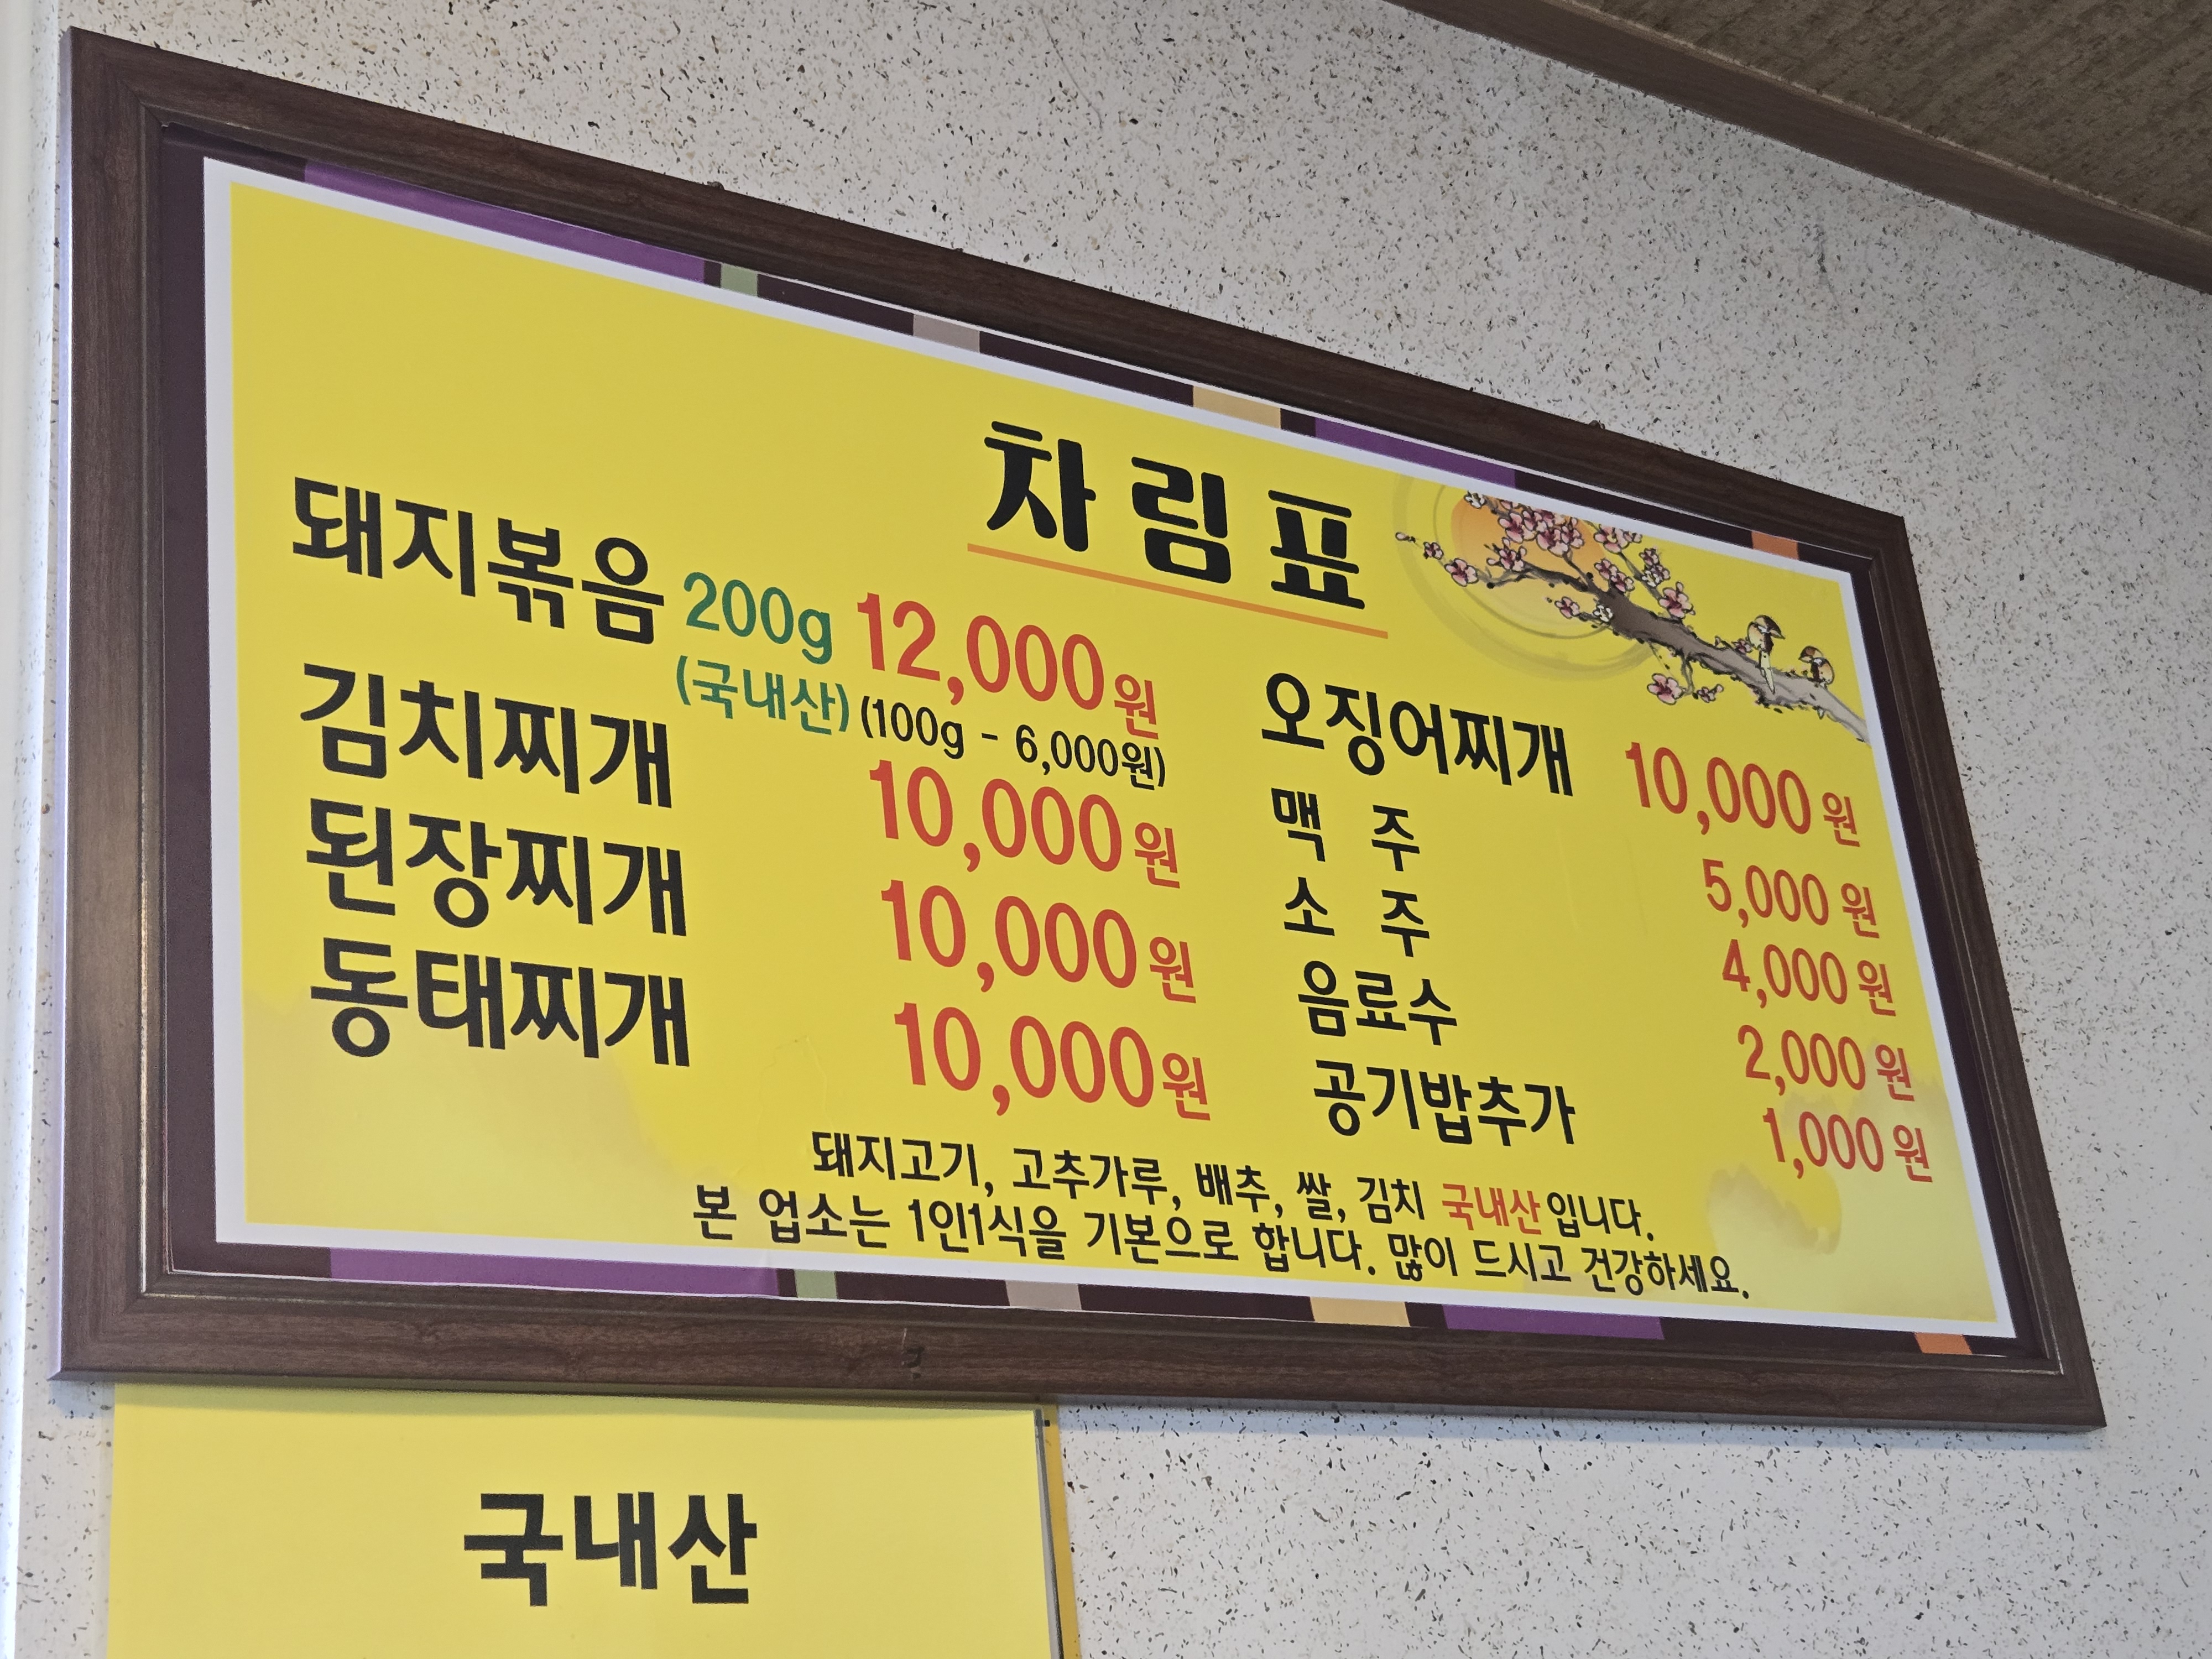 차림표
돼지볶음 200g 12,000원
(국내산) (100g - 6,000원)
김치찌개 10,000원
된장찌개 10,000원
동태찌개 10,000원
오징어찌개 10,000원
맥 주 5,000원
소 주 4,000원
음료수 2,000원
공기밥추가 1,000원
돼지고기, 고추가루, 배추, 쌀, 김치 국내산입니다.
본 업소는 1인1식을 기본으로 합니다. 많이 드시고 건강하세요.
국내산